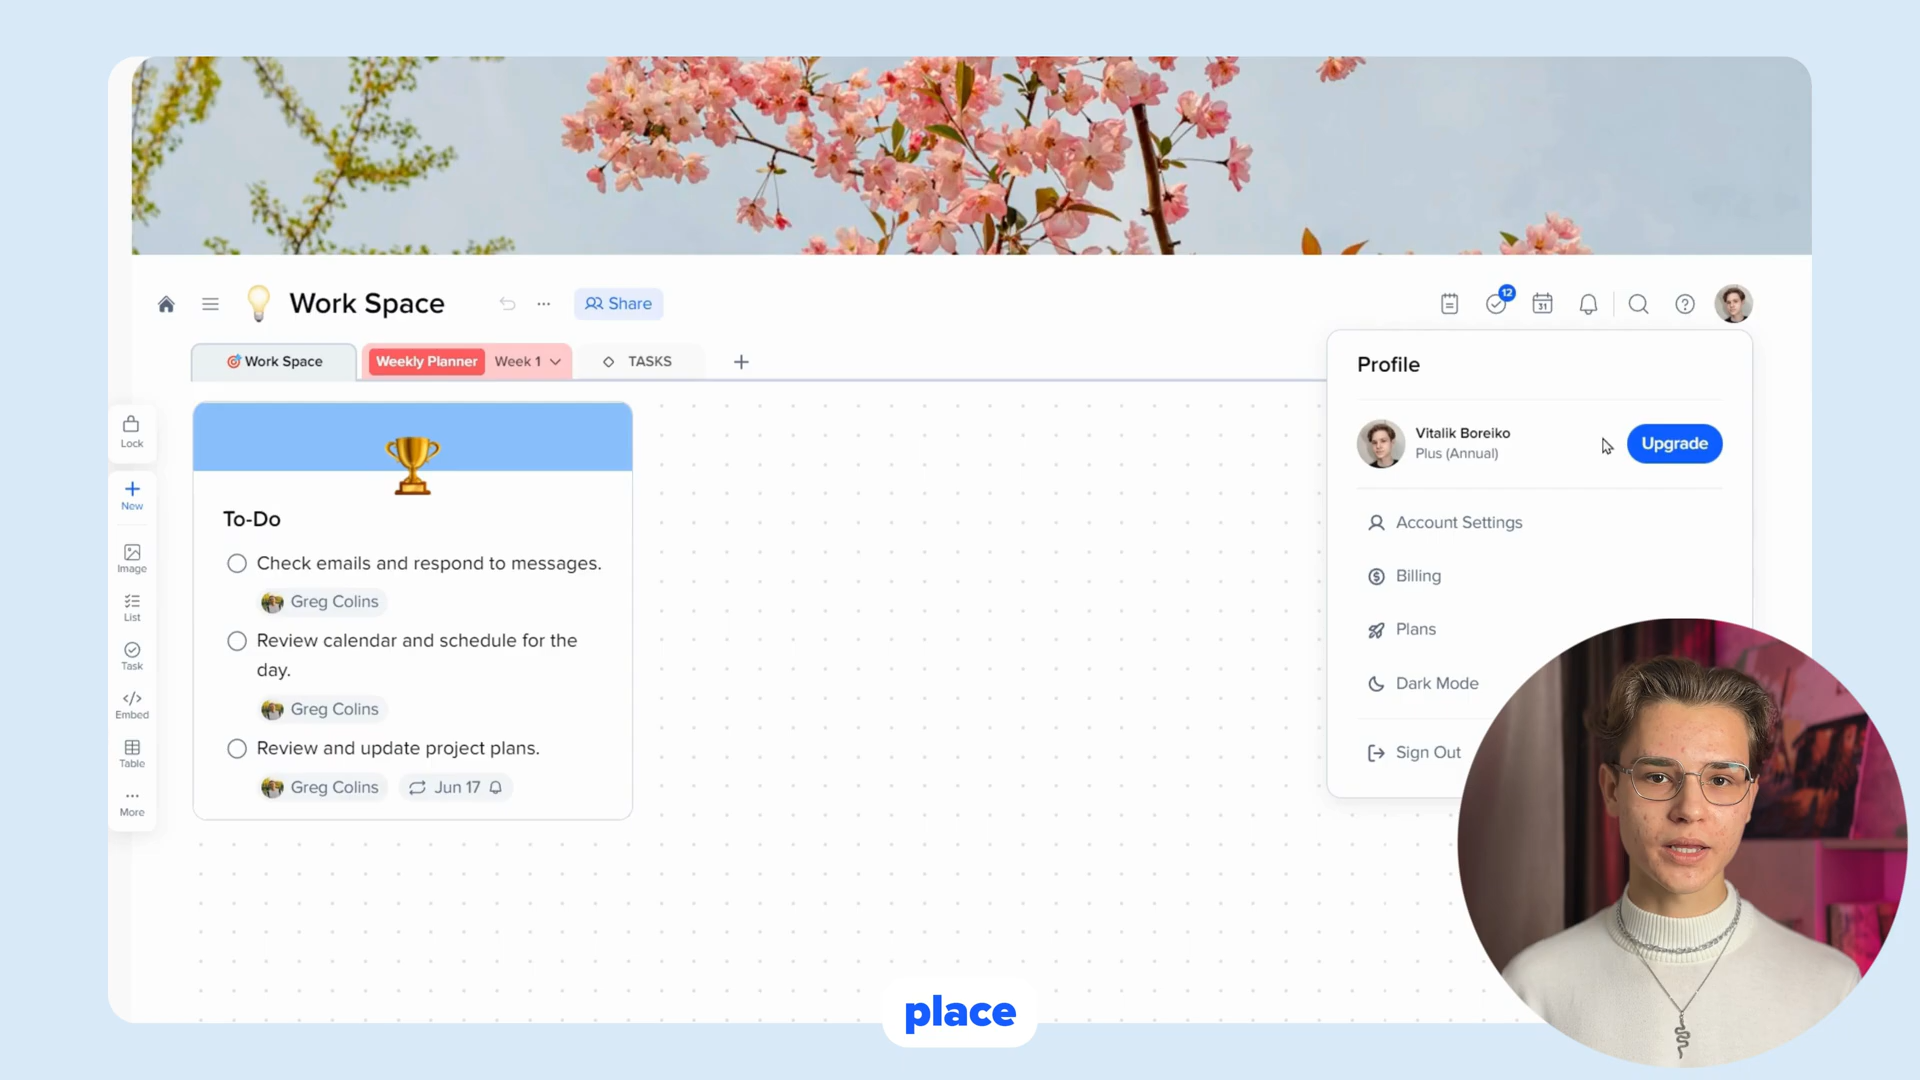 Work Space
Share
12
31
Work Space
Weekly Planner
Week 1
TASKS
Profile
Vitalik Boreiko
Plus (Annual)
Upgrade
Account Settings
Billing
Plans
Dark Mode
Sign Out
Lock
New
Image
List
Task
Embed
Table
More
To-Do
Check emails and respond to messages.
Greg Colins
Review calendar and schedule for the
day.
Greg Colins
Review and update project plans.
Greg Colins
Jun 17
place